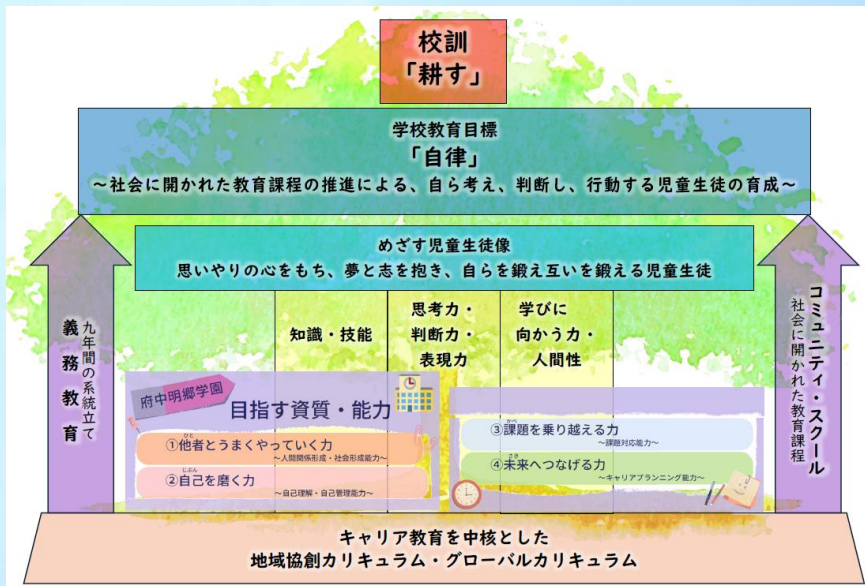 校訓
「耕す」
学校教育目標
「自律」
～社会に開かれた教育課程の推進による、自ら考え、判断し、行動する児童生徒の育成～
めざす児童生徒像
思いやりの心をもち、夢と志を抱き、自らを鍛え互いを鍛える児童生徒
義務教育
九年間の系統立て
知識・技能
思考力・
判断力・
表現力
学びに
向かう力・
人間性
コミュニティ・スクール
社会に開かれた教育課程
府中明郷学園
目指す資質・能力
ひと
①他者とうまくやっていく力
～人間関係形成・社会形成能力～
じぶん
②自己を磨く力
～自己理解・自己管理能力～
かべ
③課題を乗り越える力
～課題対応能力～
さき
④未来へつなげる力
～キャリアプランニング能力～
キャリア教育を中核とした
地域協創カリキュラム・グローバルカリキュラム